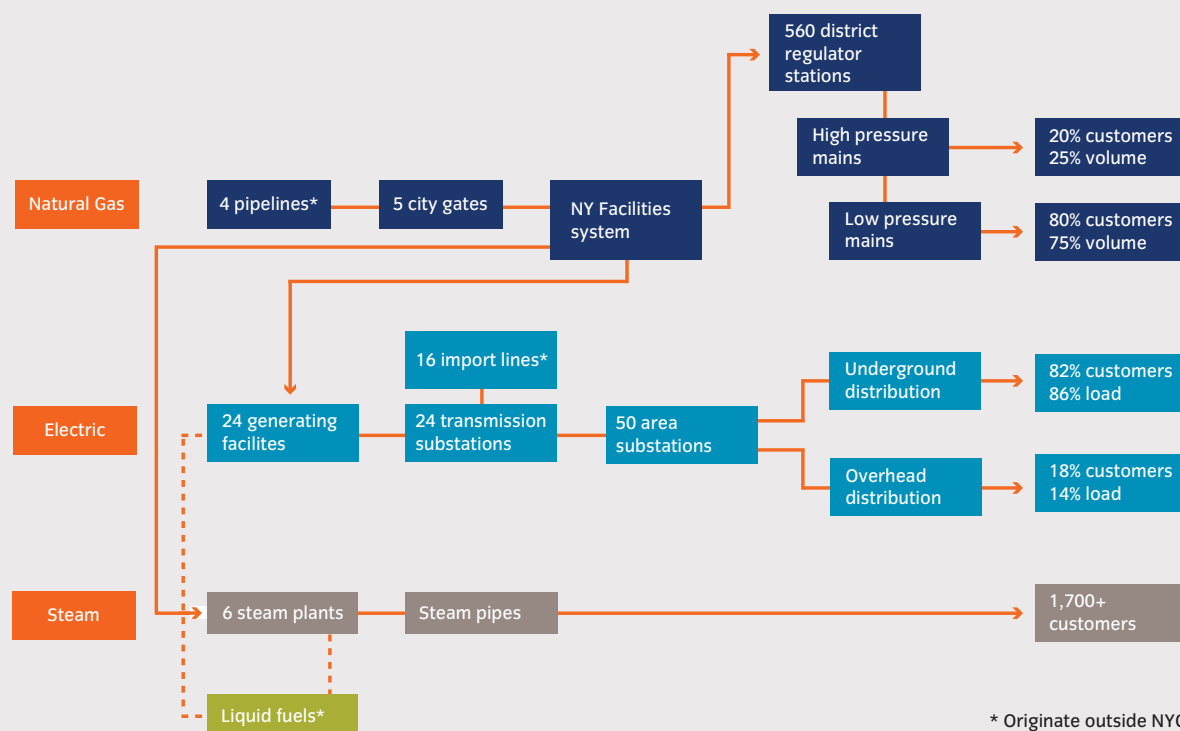 560 district
regulator
stations
High pressure
mains
20% customers
25% volume
Natural Gas
4 pipelines*
5 city gates
NY Facilities
system
Low pressure
mains
80% customers
75% volume
16 import lines*
Underground
distribution
82% customers
86% load
Electric
24 generating
facilites
24 transmission
substations
50 area
substations
Overhead
distribution
18% customers
14% load
Steam
6 steam plants
Steam pipes
1,700+
customers
Liquid fuels*
* Originate outside NYC